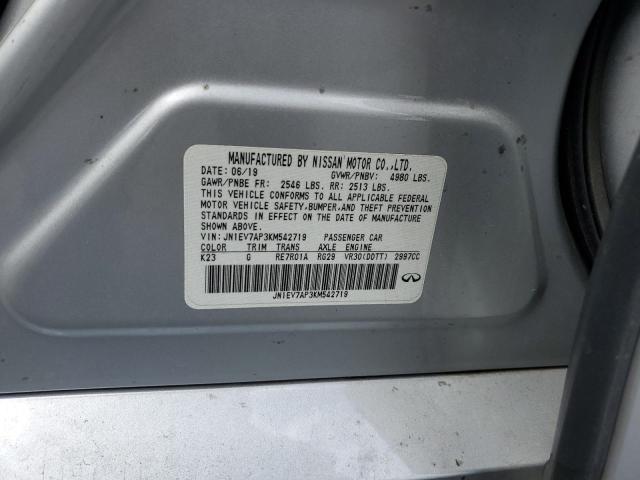 MANUFACTURED BY NISSAN MOTOR CO.,LTD.
DATE: 06/19 GVWR/PNBV: 4980 LBS.
GAWR/PNBE FR: 2546 LBS. RR: 2513 LBS.
THIS VEHICLE CONFORMS TO ALL APPLICABLE FEDERAL
MOTOR VEHICLE SAFETY,BUMPER,AND THEFT PREVENTION
STANDARDS IN EFFECT ON THE DATE OF MANUFACTURE
SHOWN ABOVE.
VIN: JN1EV7AP3KM542719 PASSENGER CAR
COLOR TRIM TRANS AXLE ENGINE
K23 G RE7R01A RG29 VR30(DDTT) 2997CC
JN1EV7AP3KM542719